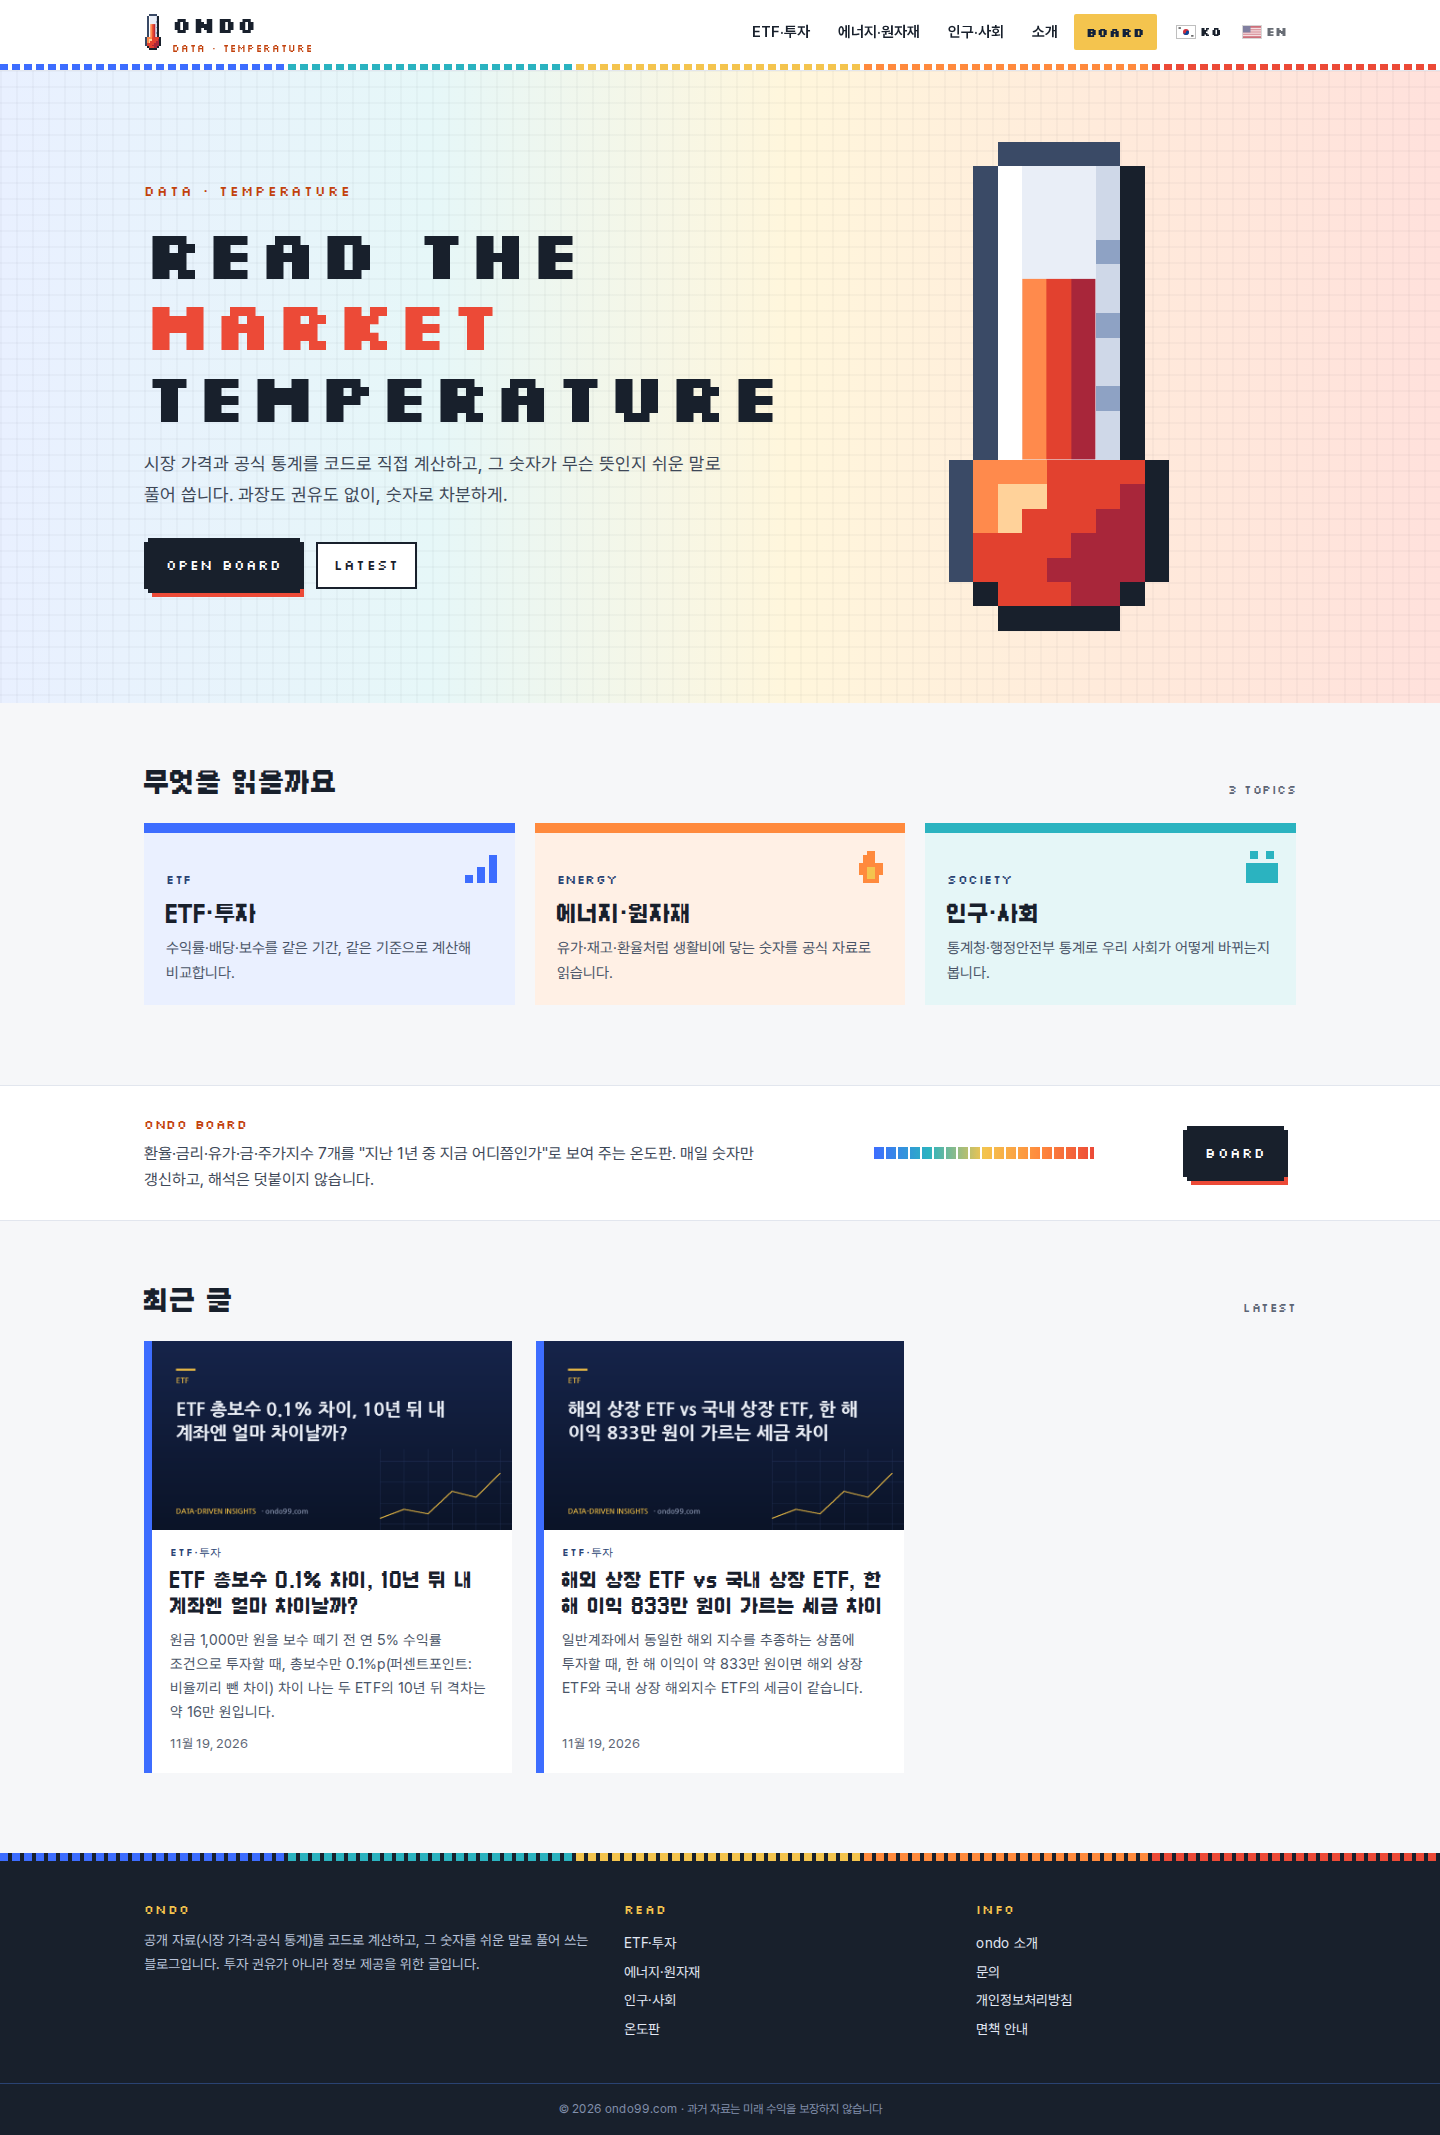 ONDO
DATA · TEMPERATURE
ETF·투자
에너지·원자재
인구·사회
소개
BOARD
KO
EN
DATA · TEMPERATURE
READ THE
MARKET
TEMPERATURE
시장 가격과 공식 통계를 코드로 직접 계산하고, 그 숫자가 무슨 뜻인지 쉬운 말로
풀어 씁니다. 과장도 권유도 없이, 숫자로 차분하게.
OPEN BOARD
LATEST
무엇을 읽을까요
3 TOPICS
ETF
ETF·투자
수익률·배당·보수를 같은 기간, 같은 기준으로 계산해
비교합니다.
ENERGY
에너지·원자재
유가·재고·환율처럼 생활비에 닿는 숫자를 공식 자료로
읽습니다.
SOCIETY
인구·사회
통계청·행정안전부 통계로 우리 사회가 어떻게 바뀌는지
봅니다.
ONDO BOARD
환율·금리·유가·금·주가지수 7개를 "지난 1년 중 지금 어디쯤인가"로 보여 주는 온도판. 매일 숫자만
갱신하고, 해석은 덧붙이지 않습니다.
BOARD
최근 글
LATEST
ETF
ETF 총보수 0.1% 차이, 10년 뒤 내
계좌엔 얼마 차이날까?
DATA-DRIVEN INSIGHTS · ondo99.com
ETF·투자
ETF 총보수 0.1% 차이, 10년 뒤 내
계좌엔 얼마 차이날까?
원금 1,000만 원을 보수 떼기 전 연 5% 수익률
조건으로 투자할 때, 총보수만 0.1%p(퍼센트포인트:
비율끼리 뺀 차이) 차이 나는 두 ETF의 10년 뒤 격차는
약 16만 원입니다.
11월 19, 2026
ETF
해외 상장 ETF vs 국내 상장 ETF, 한 해
이익 833만 원이 가르는 세금 차이
DATA-DRIVEN INSIGHTS · ondo99.com
ETF·투자
해외 상장 ETF vs 국내 상장 ETF, 한
해 이익 833만 원이 가르는 세금 차이
일반계좌에서 동일한 해외 지수를 추종하는 상품에
투자할 때, 한 해 이익이 약 833만 원이면 해외 상장
ETF와 국내 상장 해외지수 ETF의 세금이 같습니다.
11월 19, 2026
ONDO
공개 자료(시장 가격·공식 통계)를 코드로 계산하고, 그 숫자를 쉬운 말로 풀어 쓰는
블로그입니다. 투자 권유가 아니라 정보 제공을 위한 글입니다.
READ
ETF·투자
에너지·원자재
인구·사회
온도판
INFO
ondo 소개
문의
개인정보처리방침
면책 안내
© 2026 ondo99.com · 과거 자료는 미래 수익을 보장하지 않습니다